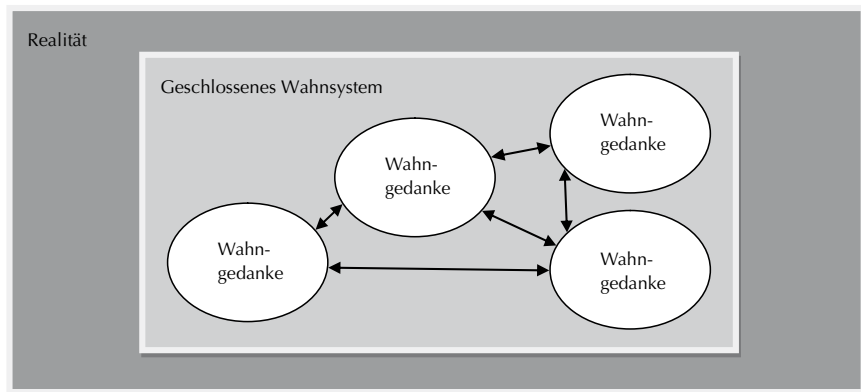 Realität
Geschlossenes Wahnsystem
Wahn-
gedanke
Wahn-
gedanke
Wahn-
gedanke
Wahn-
gedanke